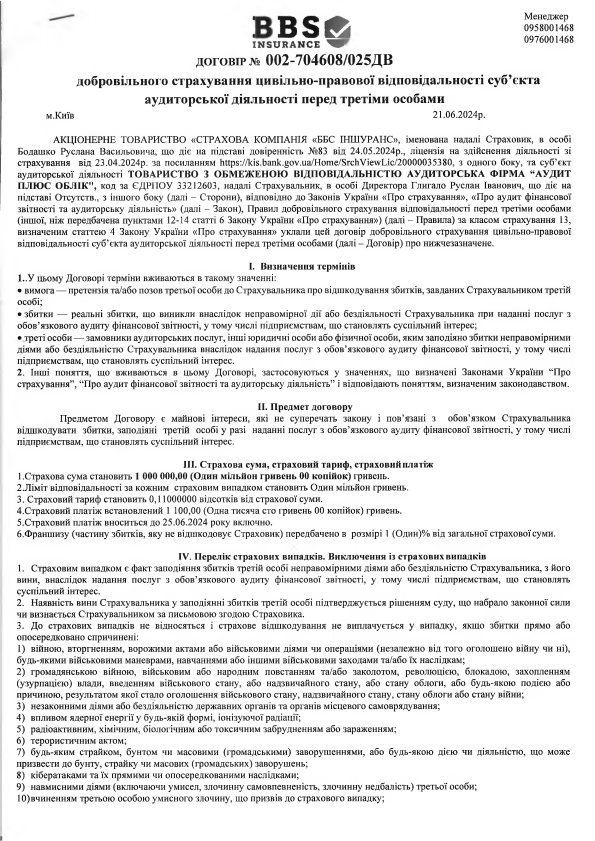 Менеджер
0958001468
0976001468
BBS
INSURANCE
ДОГОВІР № 002-704608/025ДВ
добровільного страхування цивільно-правової відповідальності суб’єкта
аудиторської діяльності перед третіми особами
м.Київ 21.06.2024р.
АКЦІОНЕРНЕ ТОВАРИСТВО «СТРАХОВА КОМПАНІЯ «ББС ІНШУРАНС», іменована надалі Страховик, в особі
Бодашко Руслана Васильовича, що діє на підставі довіреність №83 від 24.05.2024р., ліцензія на здійснення діяльності зі
страхування від 23.04.2024р. за посиланням https://kis.bank.gov.ua/Home/SrchViewLic/20000035380, з одного боку, та суб’єкт
аудиторської діяльності ТОВАРИСТВО З ОБМЕЖЕНОЮ ВІДПОВІДАЛЬНІСТЮ АУДИТОРСЬКА ФІРМА “АУДИТ
ПЛЮС ОБЛІК", код за ЄДРПОУ 33212603, надалі Страхувальник, в особі Директора Глигало Руслан Іванович, що діє на
підставі Отсутств., з іншого боку (далі – Сторони), відповідно до Законів України «Про страхування», «Про аудит фінансової
звітності та аудиторську діяльність» (далі – Закон), Правил добровільного страхування відповідальності перед третіми особами
(іншої, ніж передбачена пунктами 12-14 статті 6 Закону України «Про страхування») (далі – Правила) за класом страхування 13,
визначеним статтею 4 Закону України «Про страхування» уклали цей договір добровільного страхування цивільно-правової
відповідальності суб’єкта аудиторської діяльності перед третіми особами (далі – Договір) про нижчезазначене.
I. Визначення термінів
1..У цьому Договорі терміни вживаються в такому значенні:
• вимога — претензія та/або позов третьої особи до Страхувальника про відшкодування збитків, завданих Страхувальником третій
особі;
• збитки — реальні збитки, що виникли внаслідок неправомірної дії або бездіяльності Страхувальника при наданні послуг з
обов’язкового аудиту фінансової звітності, у тому числі підприємствам, що становлять суспільний інтерес;
• треті особи — замовники аудиторських послуг, інші юридичні особи або фізичної особи, яким заподіяно збитки неправомірними
діями або бездіяльністю Страхувальника внаслідок надання послуг з обов’язкового аудиту фінансової звітності, у тому числі
підприємствам, що становлять суспільний інтерес.
2. Інші поняття, що вживаються в цьому Договорі, застосовуються у значеннях, що визначені Законами України “Про
страхування”, “Про аудит фінансової звітності та аудиторську діяльність” і відповідають поняттям, визначеним законодавством.
II. Предмет договору
Предметом Договору є майнові інтереси, які не суперечать закону і пов’язані з обов’язком Страхувальника
відшкодувати збитки, заподіяні третій особі у разі наданні послуг з обов’язкового аудиту фінансової звітності, у тому числі
підприємствам, що становлять суспільний інтерес.
III. Страхова сума, страховий тариф, страховий платіж
1.Страхова сума становить 1 000 000,00 (Один мільйон гривень 00 копійок) гривень.
2.Ліміт відповідальності за кожним страховим випадком становить Один мільйон гривень.
3. Страховий тариф становить 0,11000000 відсотків від страхової суми.
4.Страховий платіж встановлений 1 100,00 (Одна тисяча сто гривень 00 копійок) гривень.
5.Страховий платіж вноситься до 25.06.2024 року включно.
6.Франшизу (частину збитків, яку не відшкодовує Страховик) передбачено в розмірі 1 (Один)% від загальної страхової суми.
IV. Перелік страхових випадків. Виключення із страхових випадків
1. Страховим випадком є факт заподіяння збитків третій особі неправомірними діями або бездіяльністю Страхувальника, з його
вини, внаслідок надання послуг з обов’язкового аудиту фінансової звітності, у тому числі підприємствам, що становлять
суспільний інтерес.
2. Наявність вини Страхувальника у заподіянні збитків третій особі підтверджується рішенням суду, що набрало законної сили
чи визнається Страхувальником за письмовою згодою Страховика.
3. До страхових випадків не відносяться і страхове відшкодування не виплачується у випадку, якщо збитки прямо або
опосередковано спричинені:
1) війною, вторгненням, ворожими актами або військовими діями чи операціями (незалежно від того оголошено війну чи ні),
будь-якими військовими маневрами, навчаннями або іншими військовими заходами та/або їх наслідкам;
2) громадянською війною, військовим або народним повстанням та/або заколотом, революцією, блокадою, захопленням
(узурпацією) влади, введенням військового стану, або надзвичайного стану, або стану облоги, або будь-якою подією або
причиною, результатом якої стало оголошення військового стану, надзвичайного стану, стану облоги або стану війни;
3) незаконними діями або бездіяльністю державних органів та органів місцевого самоврядування;
4) впливом ядерної енергії у будь-якій формі, іонізуючої радіації;
5) радіоактивним, хімічним, біологічним або токсичним забрудненням або зараженням;
6) терористичним актом;
7) будь-яким страйком, бунтом чи масовими (громадськими) заворушеннями, або будь-якою дією чи діяльністю, що може
призвести до бунту, страйку чи масових (громадських) заворушень;
8) кібератаками та їх прямими чи опосередкованими наслідками;
9) навмисними діями (включаючи умисел, злочинну самовпевненість, злочинну недбалість) третьої особи;
10)вчиненням третьою особою умисного злочину, що призвів до страхового випадку;